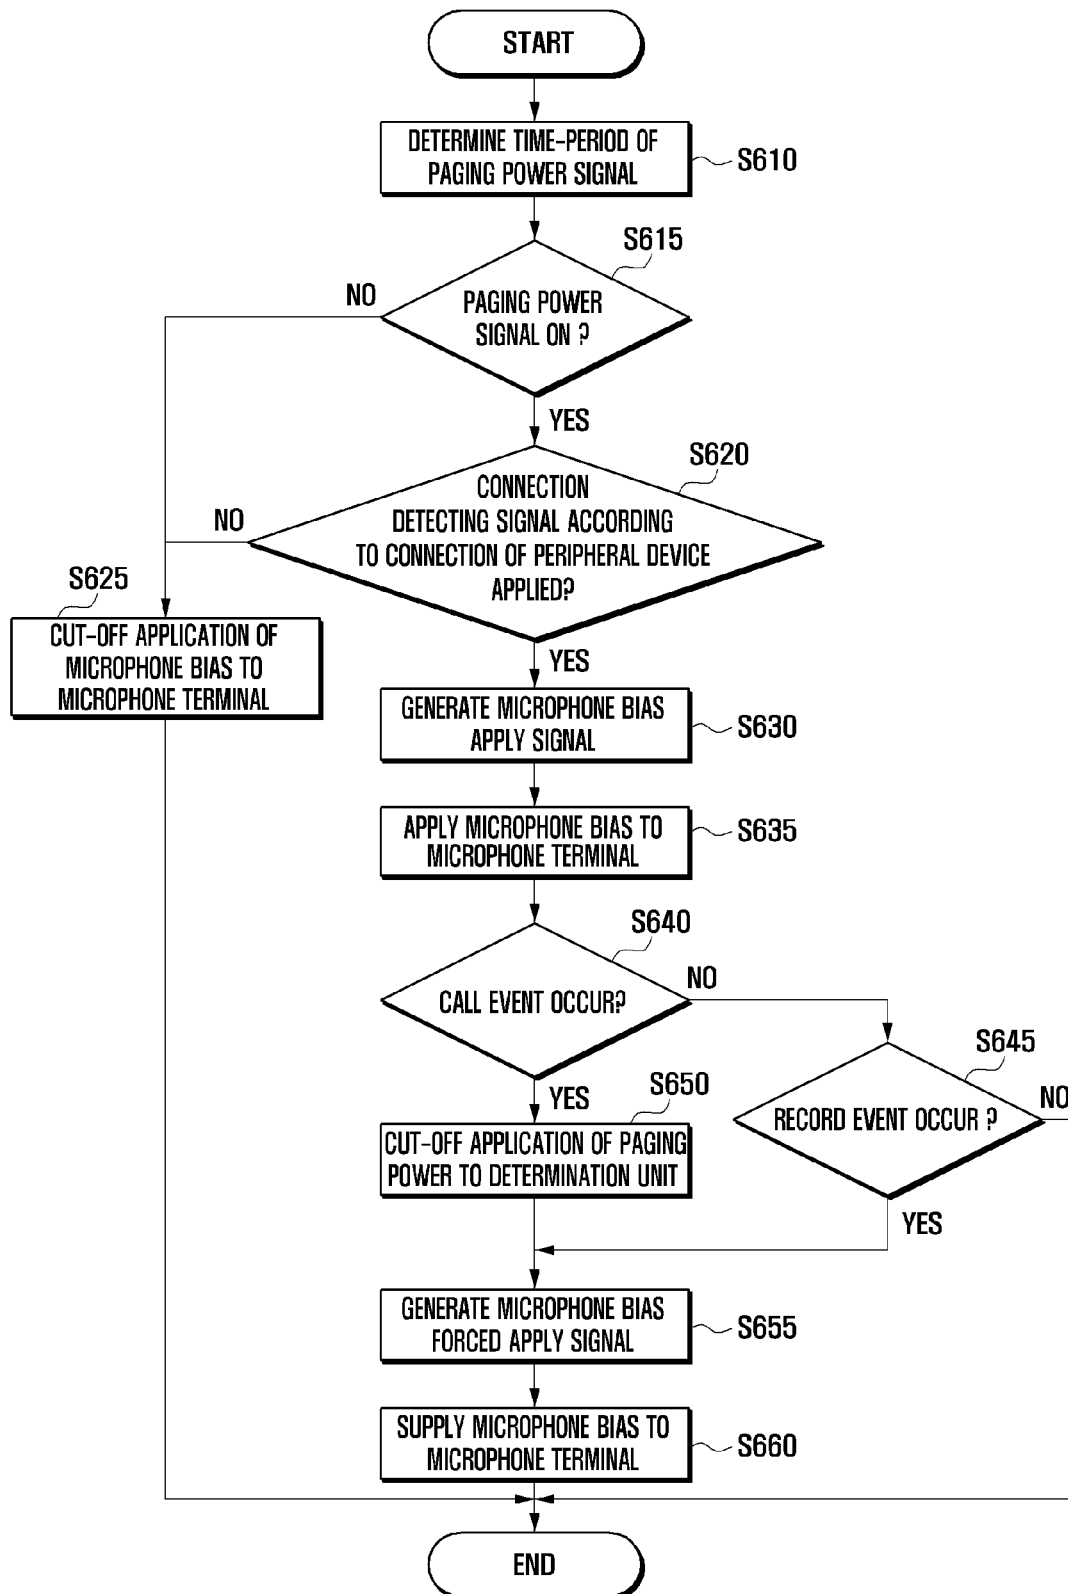 START
DETERMINE TIME-PERIOD OF
PAGING POWER SIGNAL
S610
S615
NO
PAGING POWER
SIGNAL ON ?
YES
S620
NO
CONNECTION
DETECTING SIGNAL ACCORDING
TO CONNECTION OF PERIPHERAL DEVICE
APPLIED?
S625
CUT-OFF APPLICATION OF
MICROPHONE BIAS TO
MICROPHONE TERMINAL
YES
GENERATE MICROPHONE BIAS
APPLY SIGNAL
S630
APPLY MICROPHONE BIAS TO
MICROPHONE TERMINAL
S635
S640
CALL EVENT OCCUR?
NO
S645
RECORD EVENT OCCUR ?
NO
YES
YES
S650
CUT-OFF APPLICATION OF PAGING
POWER TO DETERMINATION UNIT
GENERATE MICROPHONE BIAS
FORCED APPLY SIGNAL
S655
SUPPLY MICROPHONE BIAS TO
MICROPHONE TERMINAL
S660
END